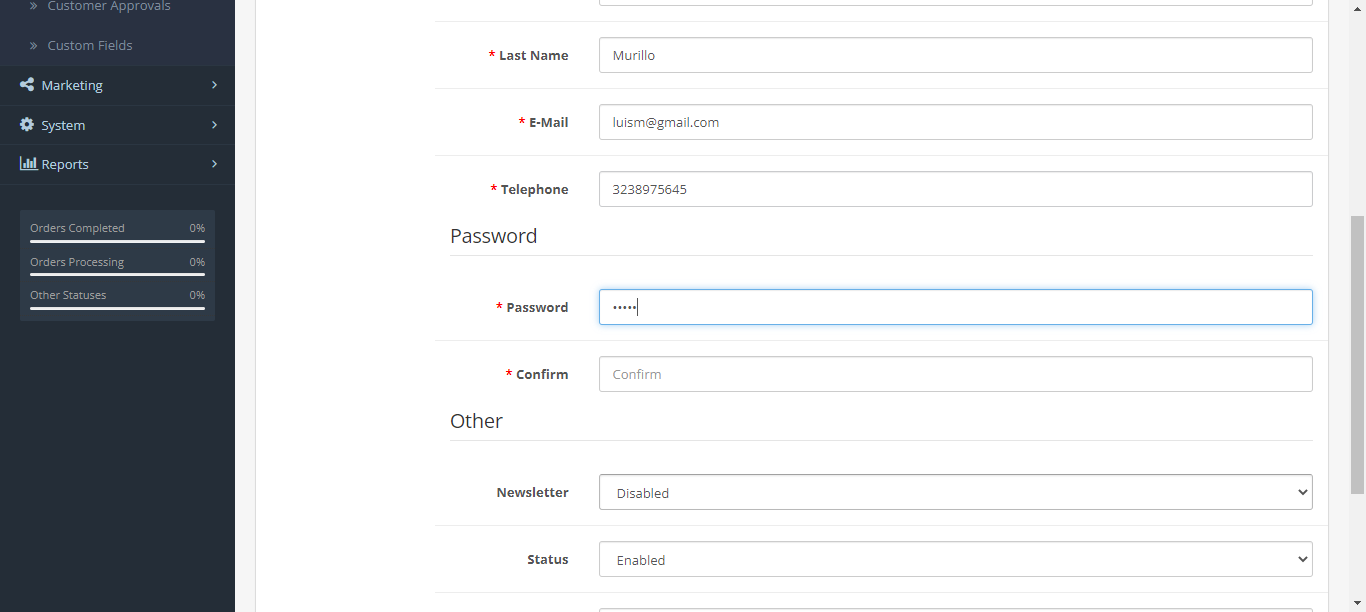 Customer Approvals
Custom Fields
Marketing
System
Reports
Orders Completed 0%
Orders Processing 0%
Other Statuses 0%
* Last Name Murillo
* E-Mail luism@gmail.com
* Telephone 3238975645
Password
* Password •••••
* Confirm Confirm
Other
Newsletter Disabled
Status Enabled